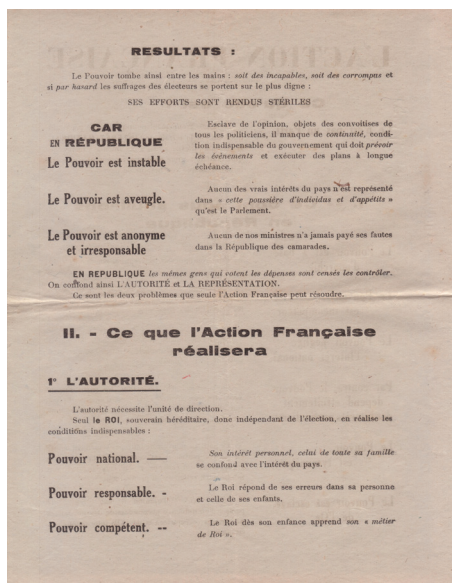 RESULTATS :
Le Pouvoir tombe ainsi entre les mains : soit des incapables, soit des corrompus et
si par hasard les suffrages des électeurs se portent sur le plus digne :
SES EFFORTS SONT RENDUS STÉRILES
CAR
EN RÉPUBLIQUE
Le Pouvoir est instable
Esclave de l'opinion, objets des convoitises de
tous les politiciens, il manque de continuité, condi-
tion indispensable du gouvernement qui doit prévoir
les événements et exécuter des plans à longue
échéance.
Le Pouvoir est aveugle.
Aucun des vrais intérêts du pays n'est représenté
dans « cette poussière d'individus et d'appétits »
qu'est le Parlement.
Le Pouvoir est anonyme
et irresponsable
Aucun de nos ministres n'a jamais payé ses fautes
dans la République des camarades.
EN REPUBLIQUE les mêmes gens qui votent les dépenses sont censés les contrôler.
On confond ainsi L'AUTORITÉ et LA REPRÉSENTATION.
Ce sont les deux problèmes que seule l'Action Française peut résoudre.
II. - Ce que l'Action Française
réalisera
1° L'AUTORITÉ.
L'autorité nécessite l'unité de direction.
Seul le ROI, souverain héréditaire, donc indépendant de l'élection, en réalise les
conditions indispensables :
Pouvoir national. —
Son intérêt personnel, celui de toute sa famille
se confond avec l'intérêt du pays.
Pouvoir responsable. -
Le Roi répond de ses erreurs dans sa personne
et celle de ses enfants.
Pouvoir compétent. --
Le Roi dès son enfance apprend son « métier
de Roi ».